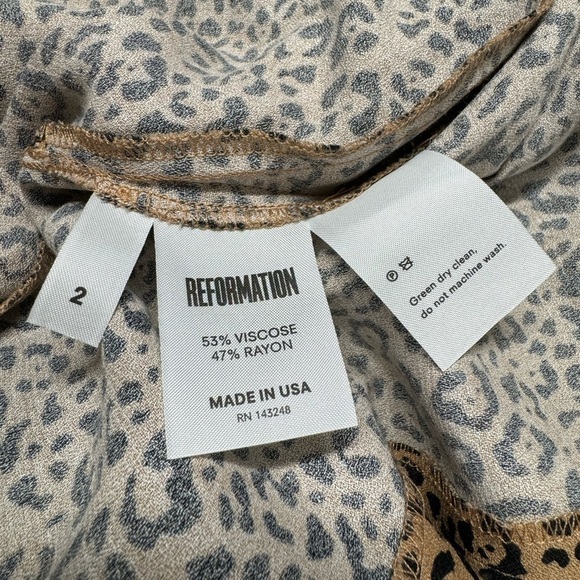 2
REFORMATION
53% VISCOSE
47% RAYON
MADE IN USA
RN 143248
Green dry clean,
do not machine wash.